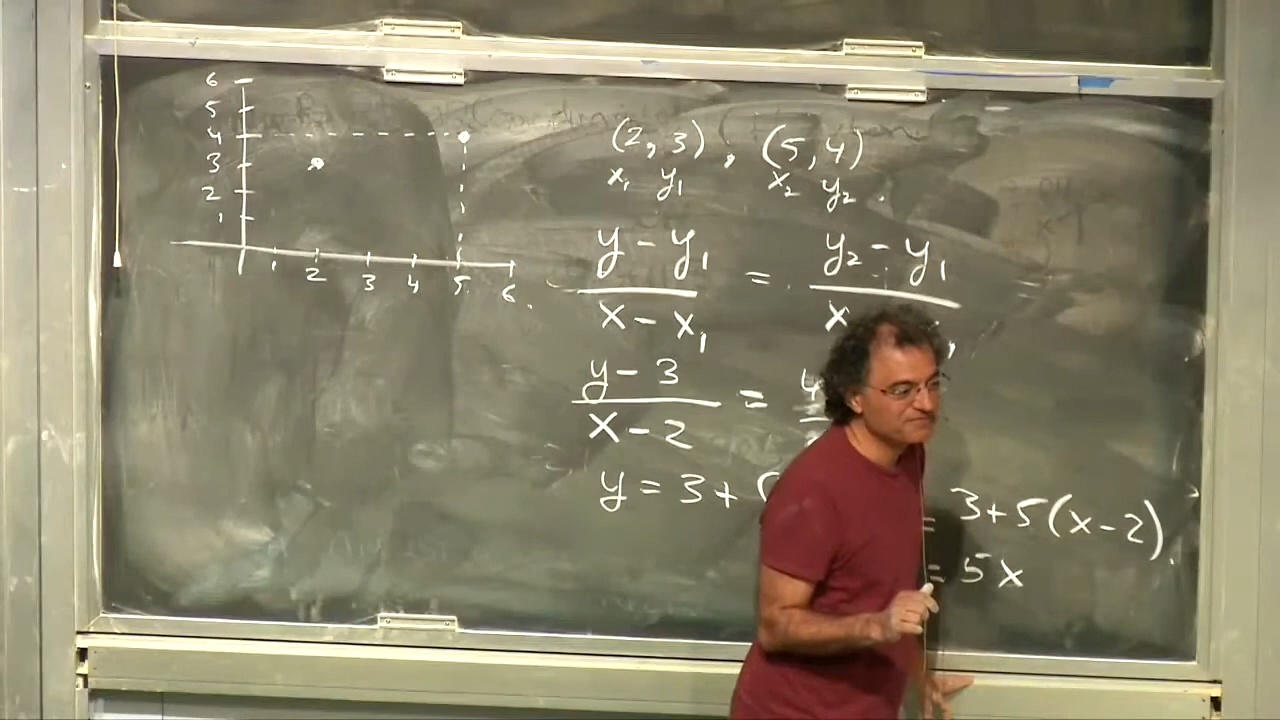 6
5
4
3
2
1
1 2 3 4 5 6
(2, 3), (5, 4)
x₁ y₁ x₂ y₂
y - y₁ = y₂ - y₁
x - x₁ x
y - 3 = 4
x - 2
y = 3 +
= 3 + 5(x - 2)
= 5x